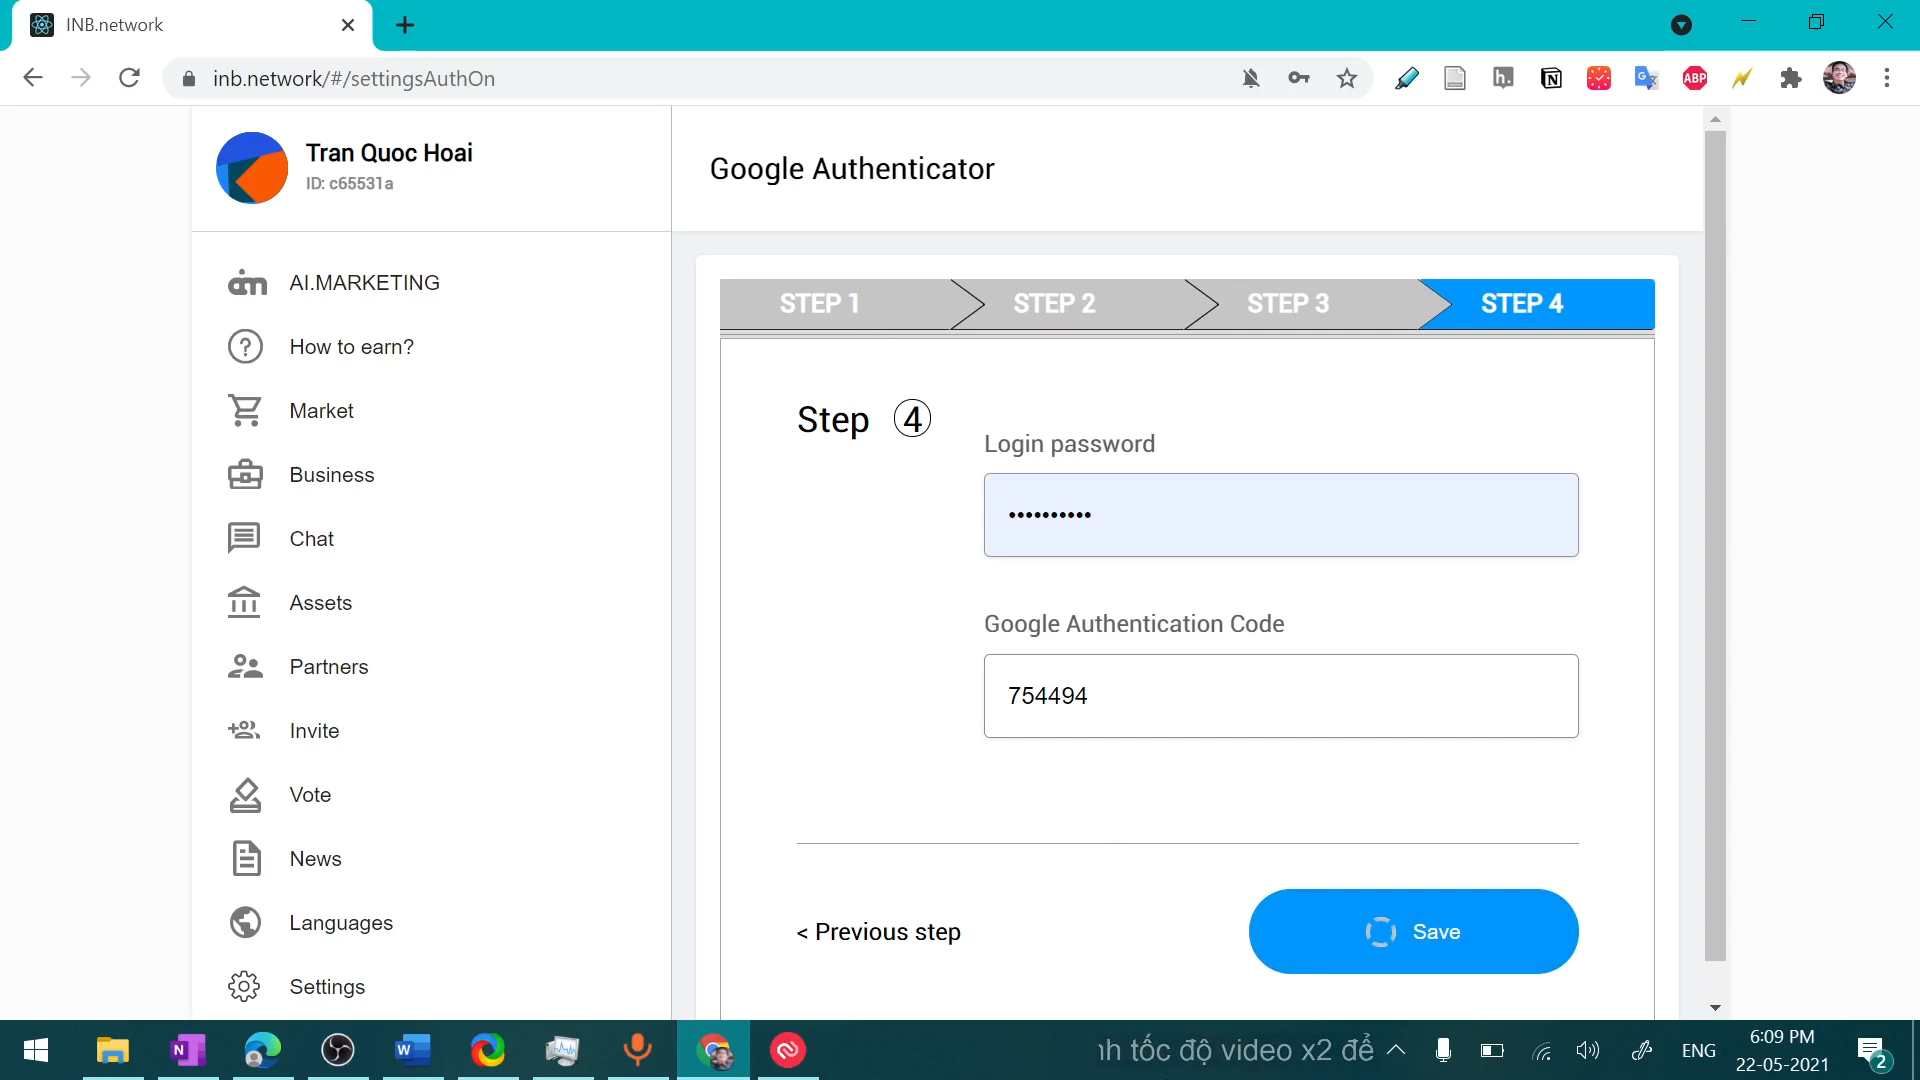 INB.network
inb.network/#/settingsAuthOn
h.
N
G
ABP
Tran Quoc Hoai
ID: c65531a
Google Authenticator
aim
AI.MARKETING
How to earn?
Market
Business
Chat
Assets
Partners
Invite
Vote
News
Languages
Settings
STEP 1
STEP 2
STEP 3
STEP 4
Step 4
Login password
••••••••••
Google Authentication Code
754494
< Previous step
Save
N
W
tốc độ video x2 để
ENG
6:09 PM
22-05-2021
2